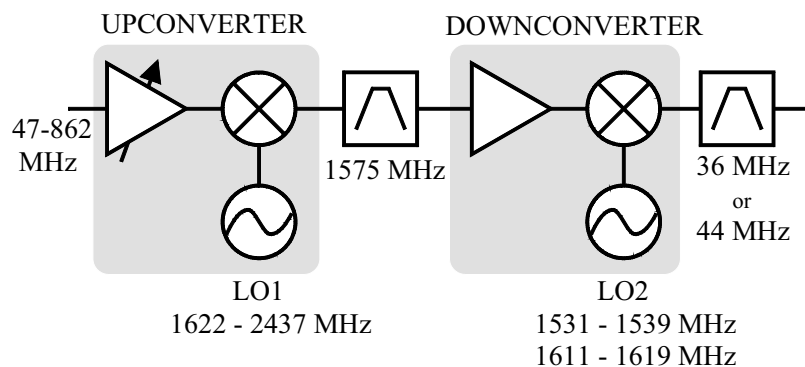 UPCONVERTER
DOWNCONVERTER
47-862
MHz
1575 MHz
36 MHz
or
44 MHz
LO1
1622 - 2437 MHz
LO2
1531 - 1539 MHz
1611 - 1619 MHz